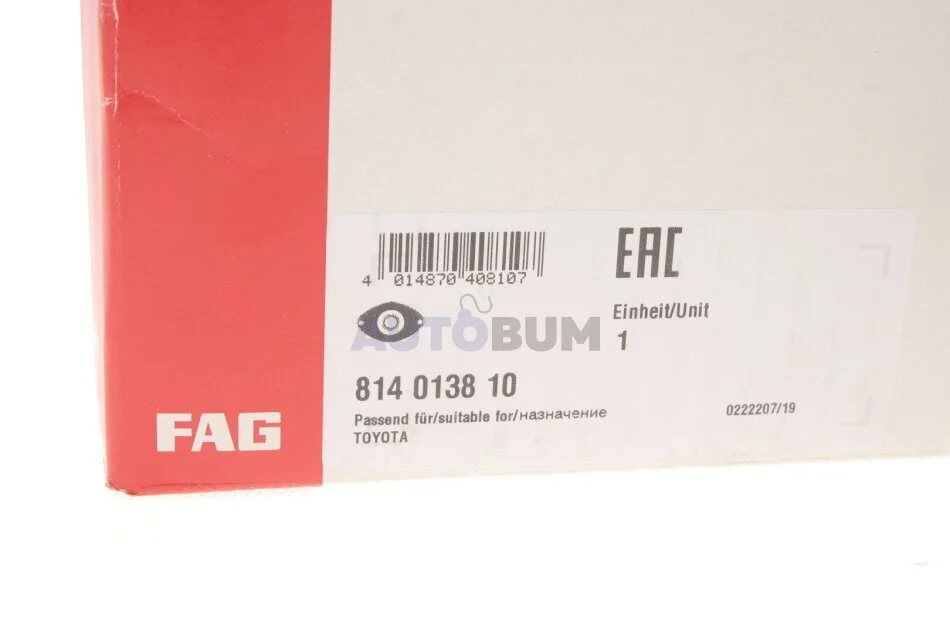 EAC
4 014870 408107
Einheit/Unit
AUTOBUM
1
814 0138 10
FAG
Passend für/suitable for/назначение
0222207/19
TOYOTA